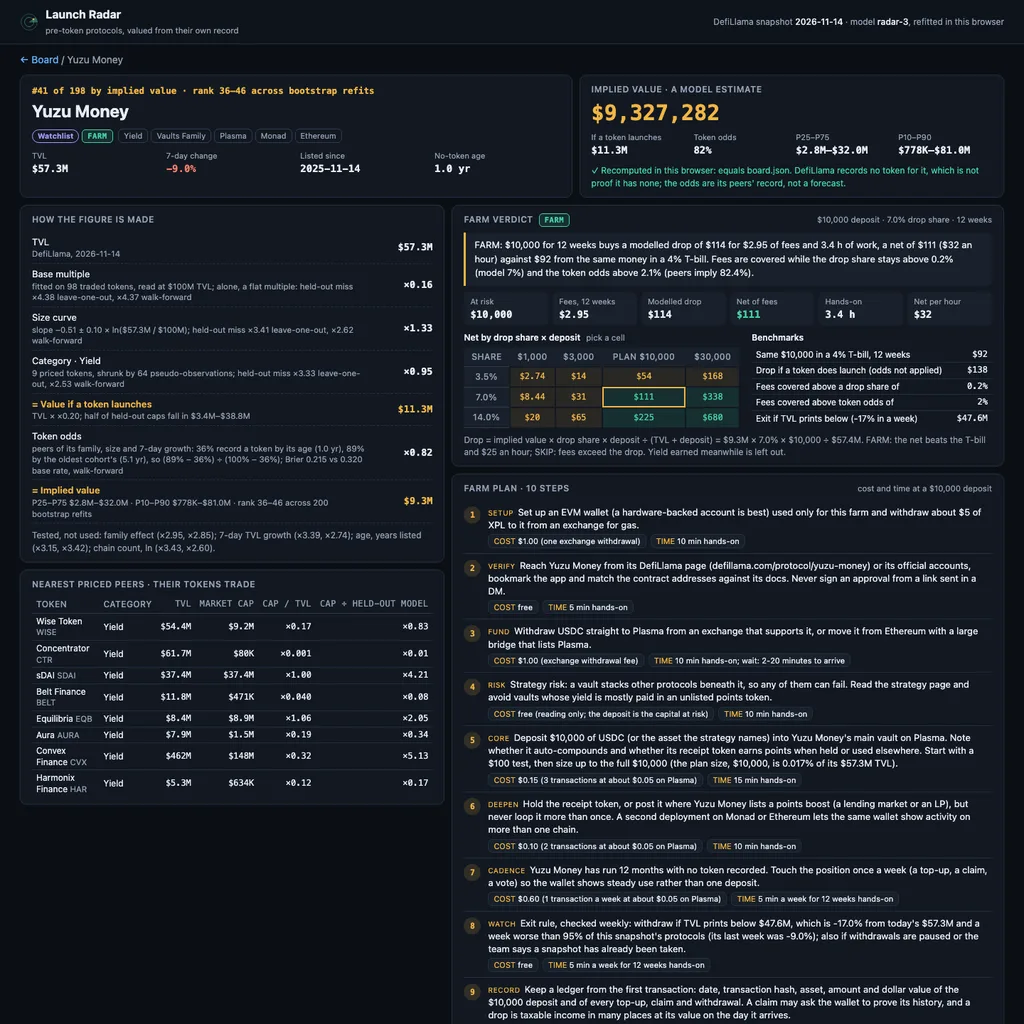 Launch Radar
pre-token protocols, valued from their own record
DefiLlama snapshot 2026-11-14 · model radar-3, refitted in this browser
← Board / Yuzu Money
#41 of 198 by implied value · rank 36–46 across bootstrap refits
Yuzu Money
Watchlist FARM Yield Vaults Family Plasma Monad Ethereum
TVL 7-day change Listed since No-token age
$57.3M −9.0% 2025-11-14 1.0 yr
IMPLIED VALUE · A MODEL ESTIMATE
$9,327,282
If a token launches Token odds P25–P75 P10–P90
$11.3M 82% $2.8M–$32.0M $778K–$81.0M
✓ Recomputed in this browser: equals board.json. DefiLlama records no token for it, which is not
proof it has none; the odds are its peers' record, not a forecast.
HOW THE FIGURE IS MADE
TVL
DefiLlama, 2026-11-14
$57.3M
Base multiple
fitted on 98 traded tokens, read at $100M TVL; alone, a flat multiple: held-out miss
×4.38 leave-one-out, ×4.37 walk-forward
×0.16
Size curve
slope −0.51 ± 0.10 × ln($57.3M / $100M); held-out miss ×3.41 leave-one-out, ×2.62
walk-forward
×1.33
Category · Yield
9 priced tokens, shrunk by 64 pseudo-observations; held-out miss ×3.33 leave-one-
out, ×2.53 walk-forward
×0.95
= Value if a token launches
TVL × ×0.20; half of held-out caps fall in $3.4M–$38.8M
$11.3M
Token odds
peers of its family, size and 7-day growth: 36% record a token by its age (1.0 yr), 89%
by the oldest cohort's (5.1 yr), so (89% − 36%) ÷ (100% − 36%); Brier 0.215 vs 0.320
base rate, walk-forward
×0.82
= Implied value
P25–P75 $2.8M–$32.0M · P10–P90 $778K–$81.0M · rank 36–46 across 200
bootstrap refits
$9.3M
Tested, not used: family effect (×2.95, ×2.85); 7-day TVL growth (×3.39, ×2.74); age, years listed
(×3.15, ×3.42); chain count, ln (×3.43, ×2.60).
NEAREST PRICED PEERS · THEIR TOKENS TRADE
TOKEN CATEGORY TVL MARKET CAP CAP / TVL CAP ÷ HELD-OUT MODEL
Wise Token WISE Yield $54.4M $9.2M ×0.17 ×0.83
Concentrator CTR Yield $61.7M $80K ×0.001 ×0.01
sDAI SDAI Yield $37.4M $37.4M ×1.00 ×4.21
Belt Finance BELT Yield $11.8M $471K ×0.040 ×0.08
Equilibria EQB Yield $8.4M $8.9M ×1.06 ×2.05
Aura AURA Yield $7.9M $1.5M ×0.19 ×0.34
Convex Finance CVX Yield $462M $148M ×0.32 ×5.13
Harmonix Finance HAR Yield $5.3M $634K ×0.12 ×0.17
FARM VERDICT FARM
$10,000 deposit · 7.0% drop share · 12 weeks
FARM: $10,000 for 12 weeks buys a modelled drop of $114 for $2.95 of fees and 3.4 h of work, a net of $111 ($32 an
hour) against $92 from the same money in a 4% T-bill. Fees are covered while the drop share stays above 0.2%
(model 7%) and the token odds above 2.1% (peers imply 82.4%).
At risk Fees, 12 weeks Modelled drop Net of fees Hands-on Net per hour
$10,000 $2.95 $114 $111 3.4 h $32
Net by drop share × deposit pick a cell
SHARE $1,000 $3,000 PLAN $10,000 $30,000
3.5% $2.74 $14 $54 $168
7.0% $8.44 $31 $111 $338
14.0% $20 $65 $225 $680
Benchmarks
Same $10,000 in a 4% T-bill, 12 weeks $92
Drop if a token does launch (odds not applied) $138
Fees covered above a drop share of 0.2%
Fees covered above token odds of 2%
Exit if TVL prints below (-17% in a week) $47.6M
Drop = implied value × drop share × deposit ÷ (TVL + deposit) = $9.3M × 7.0% × $10,000 ÷ $57.4M. FARM: the net beats the T-bill
and $25 an hour; SKIP: fees exceed the drop. Yield earned meanwhile is left out.
FARM PLAN · 10 STEPS
cost and time at a $10,000 deposit
1 SETUP Set up an EVM wallet (a hardware-backed account is best) used only for this farm and withdraw about $5 of
XPL to it from an exchange for gas.
COST $1.00 (one exchange withdrawal) TIME 10 min hands-on
2 VERIFY Reach Yuzu Money from its DefiLlama page (defillama.com/protocol/yuzu-money) or its official accounts,
bookmark the app and match the contract addresses against its docs. Never sign an approval from a link sent in a
DM.
COST free TIME 5 min hands-on
3 FUND Withdraw USDC straight to Plasma from an exchange that supports it, or move it from Ethereum with a large
bridge that lists Plasma.
COST $1.00 (exchange withdrawal fee) TIME 10 min hands-on; wait: 2-20 minutes to arrive
4 RISK Strategy risk: a vault stacks other protocols beneath it, so any of them can fail. Read the strategy page and
avoid vaults whose yield is mostly paid in an unlisted points token.
COST free (reading only; the deposit is the capital at risk) TIME 10 min hands-on
5 CORE Deposit $10,000 of USDC (or the asset the strategy names) into Yuzu Money's main vault on Plasma. Note
whether it auto-compounds and whether its receipt token earns points when held or used elsewhere. Start with a
$100 test, then size up to the full $10,000 (the plan size, $10,000, is 0.017% of its $57.3M TVL).
COST $0.15 (3 transactions at about $0.05 on Plasma) TIME 15 min hands-on
6 DEEPEN Hold the receipt token, or post it where Yuzu Money lists a points boost (a lending market or an LP), but
never loop it more than once. A second deployment on Monad or Ethereum lets the same wallet show activity on
more than one chain.
COST $0.10 (2 transactions at about $0.05 on Plasma) TIME 10 min hands-on
7 CADENCE Yuzu Money has run 12 months with no token recorded. Touch the position once a week (a top-up, a claim,
a vote) so the wallet shows steady use rather than one deposit.
COST $0.60 (1 transaction a week at about $0.05 on Plasma) TIME 5 min a week for 12 weeks hands-on
8 WATCH Exit rule, checked weekly: withdraw if TVL prints below $47.6M, which is -17.0% from today's $57.3M and a
week worse than 95% of this snapshot's protocols (its last week was -9.0%); also if withdrawals are paused or the
team says a snapshot has already been taken.
COST free TIME 5 min a week for 12 weeks hands-on
9 RECORD Keep a ledger from the first transaction: date, transaction hash, asset, amount and dollar value of the
$10,000 deposit and of every top-up, claim and withdrawal. A claim may ask the wallet to prove its history, and a
drop is taxable income in many places at its value on the day it arrives.